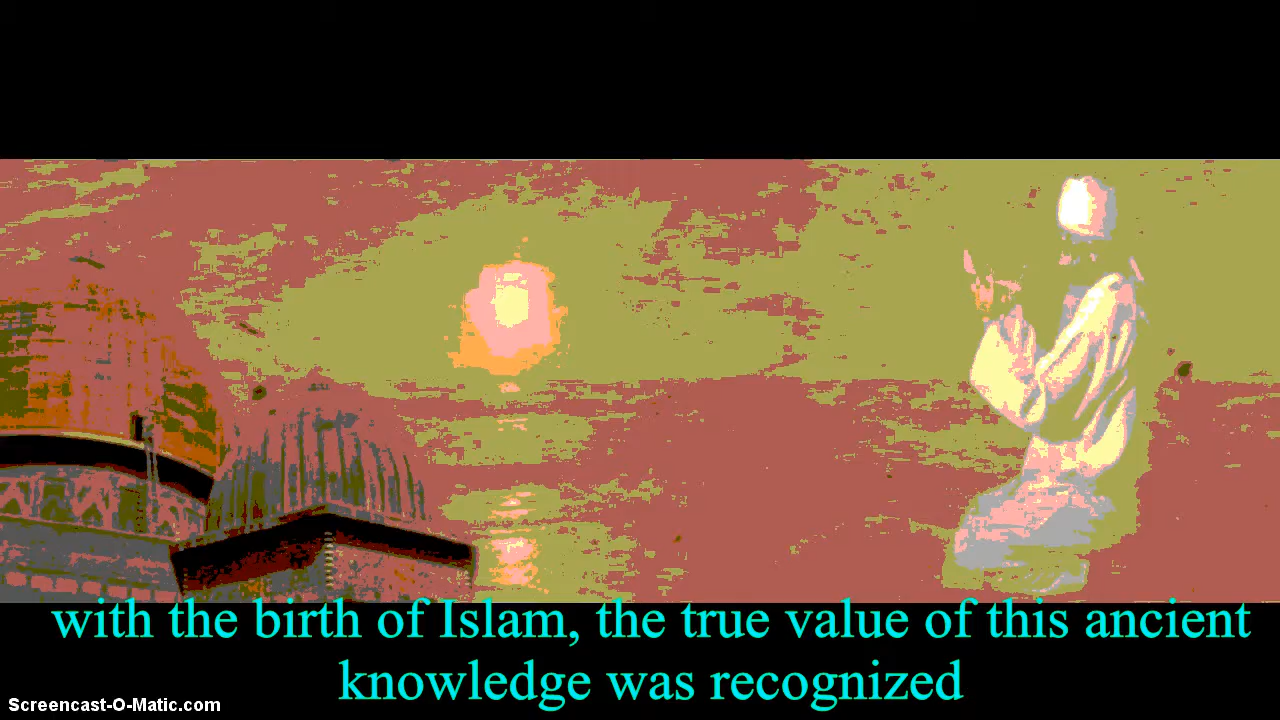 with the birth of Islam, the true value of this ancient
knowledge was recognized
Screencast-O-Matic.com